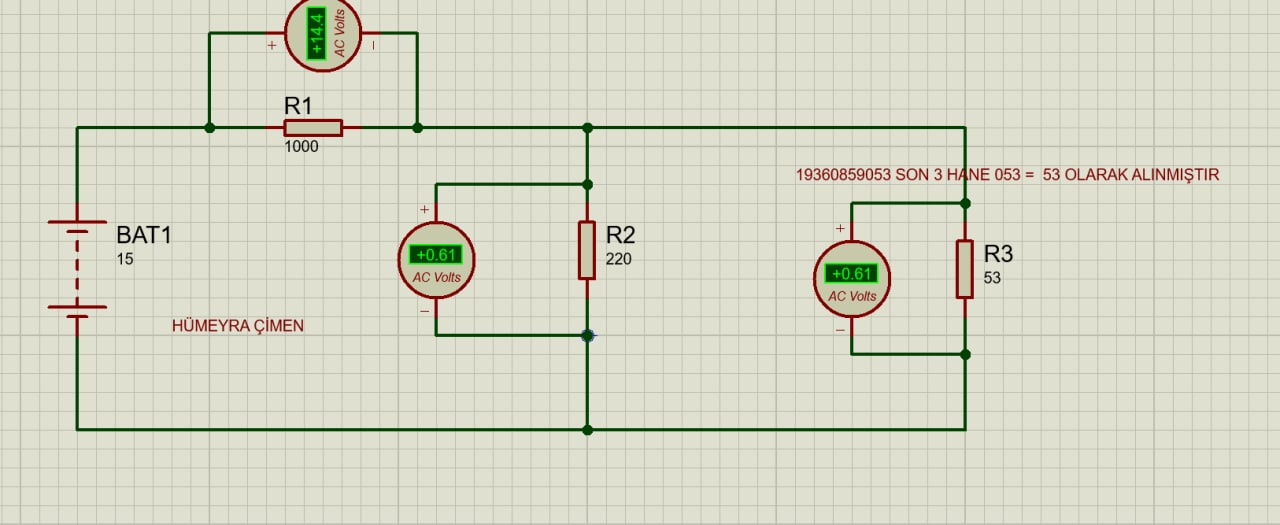 +14.4
AC Volts
+
−
R1
1000
19360859053 SON 3 HANE 053 = 53 OLARAK ALINMIŞTIR
+
+
BAT1
15
R2
220
R3
53
+0.61
AC Volts
+0.61
AC Volts
−
−
HÜMEYRA ÇİMEN